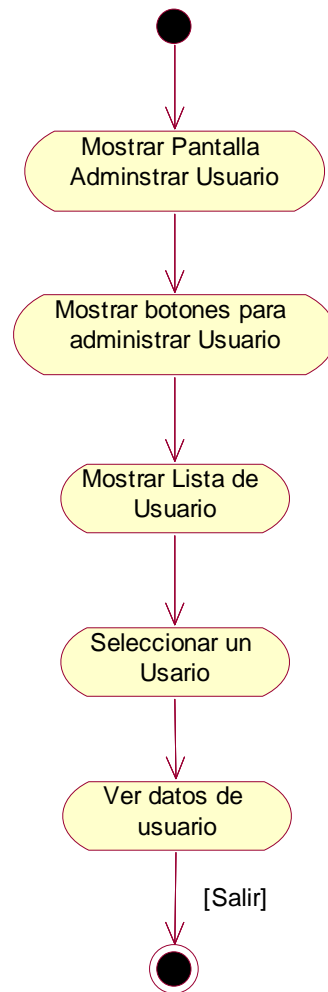 Mostrar Pantalla
Adminstrar Usuario
Mostrar botones para
administrar Usuario
Mostrar Lista de
Usuario
Seleccionar un
Usario
Ver datos de
usuario
[Salir]